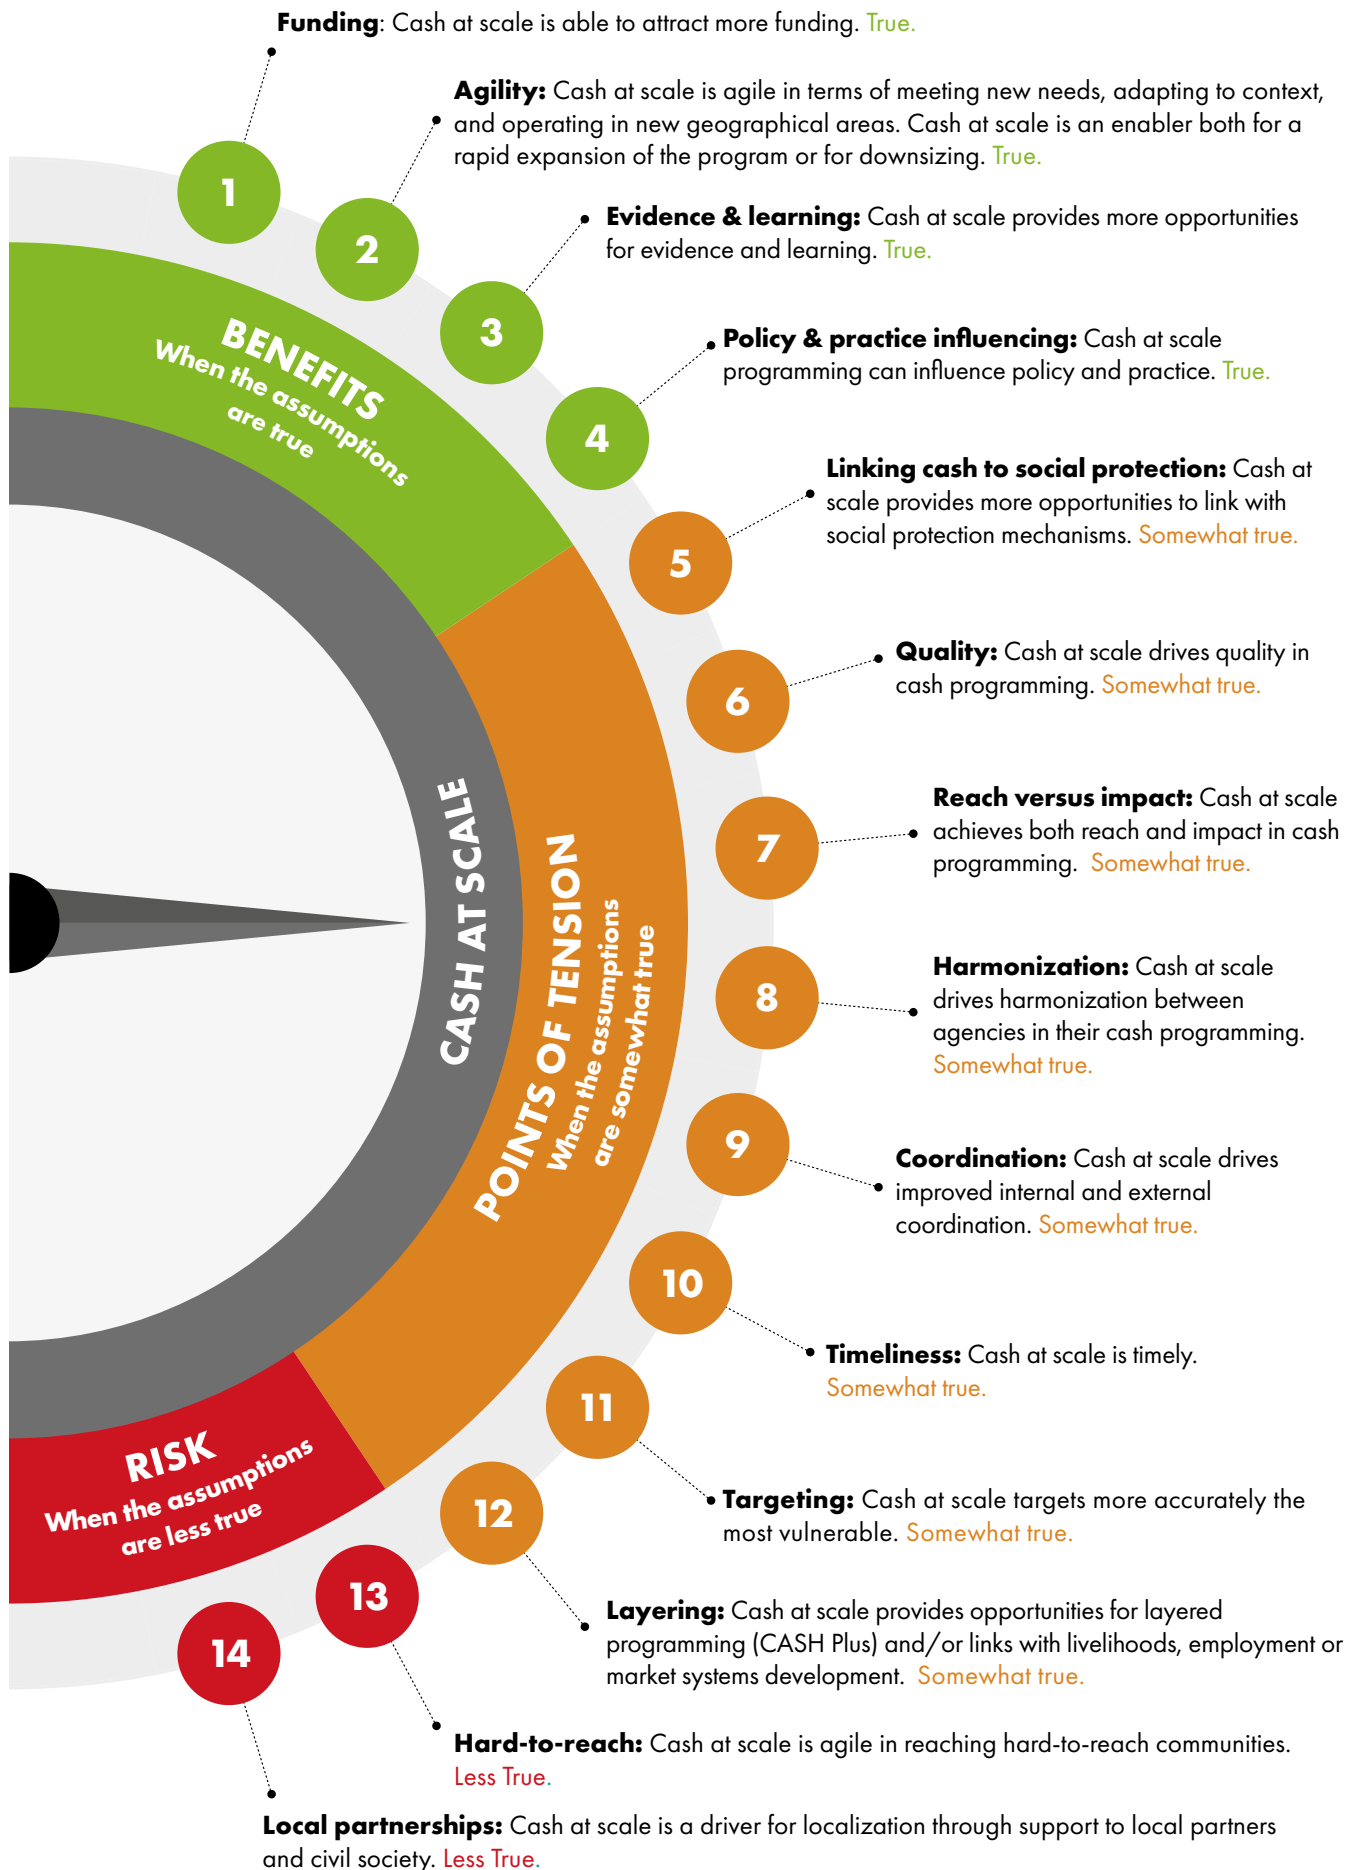 Funding: Cash at scale is able to attract more funding. True.
Agility: Cash at scale is agile in terms of meeting new needs, adapting to context,
and operating in new geographical areas. Cash at scale is an enabler both for a
rapid expansion of the program or for downsizing. True.
1
2
Evidence & learning: Cash at scale provides more opportunities
for evidence and learning. True.
3
BENEFITS
When the assumptions
are true
Policy & practice influencing: Cash at scale
programming can influence policy and practice. True.
4
Linking cash to social protection: Cash at
scale provides more opportunities to link with
social protection mechanisms. Somewhat true.
5
Quality: Cash at scale drives quality in
cash programming. Somewhat true.
6
Reach versus impact: Cash at scale
achieves both reach and impact in cash
programming. Somewhat true.
7
CASH AT SCALE
POINTS OF TENSION
When the assumptions
are somewhat true
Harmonization: Cash at scale
drives harmonization between
agencies in their cash programming.
Somewhat true.
8
Coordination: Cash at scale drives
improved internal and external
coordination. Somewhat true.
9
10
Timeliness: Cash at scale is timely.
Somewhat true.
11
Targeting: Cash at scale targets more accurately the
most vulnerable. Somewhat true.
12
RISK
When the assumptions
are less true
Layering: Cash at scale provides opportunities for layered
programming (CASH Plus) and/or links with livelihoods, employment or
market systems development. Somewhat true.
13
14
Hard-to-reach: Cash at scale is agile in reaching hard-to-reach communities.
Less True.
Local partnerships: Cash at scale is a driver for localization through support to local partners
and civil society. Less True.